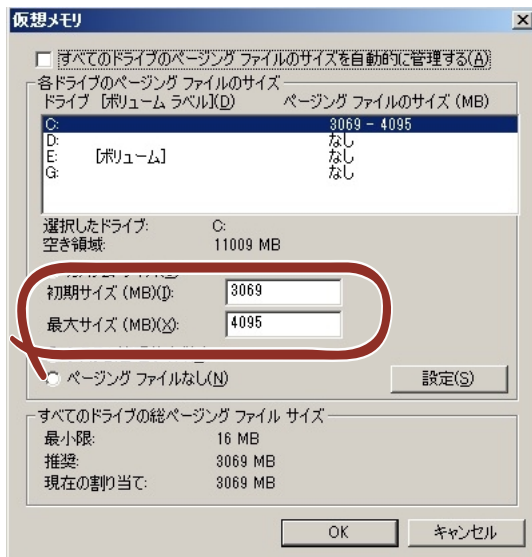 仮想メモリ
すべてのドライブのページング ファイルのサイズを自動的に管理する(A)
各ドライブのページング ファイルのサイズ
ドライブ [ボリューム ラベル](D) ページング ファイルのサイズ (MB)
C: 3069 - 4095
D: なし
E: [ボリューム] なし
G: なし
選択したドライブ: C:
空き領域: 11009 MB
初期サイズ (MB)(I): 3069
最大サイズ (MB)(X): 4095
ページング ファイルなし(N) 設定(S)
すべてのドライブの総ページング ファイル サイズ
最小限: 16 MB
推奨: 3069 MB
現在の割り当て: 3069 MB
OK キャンセル